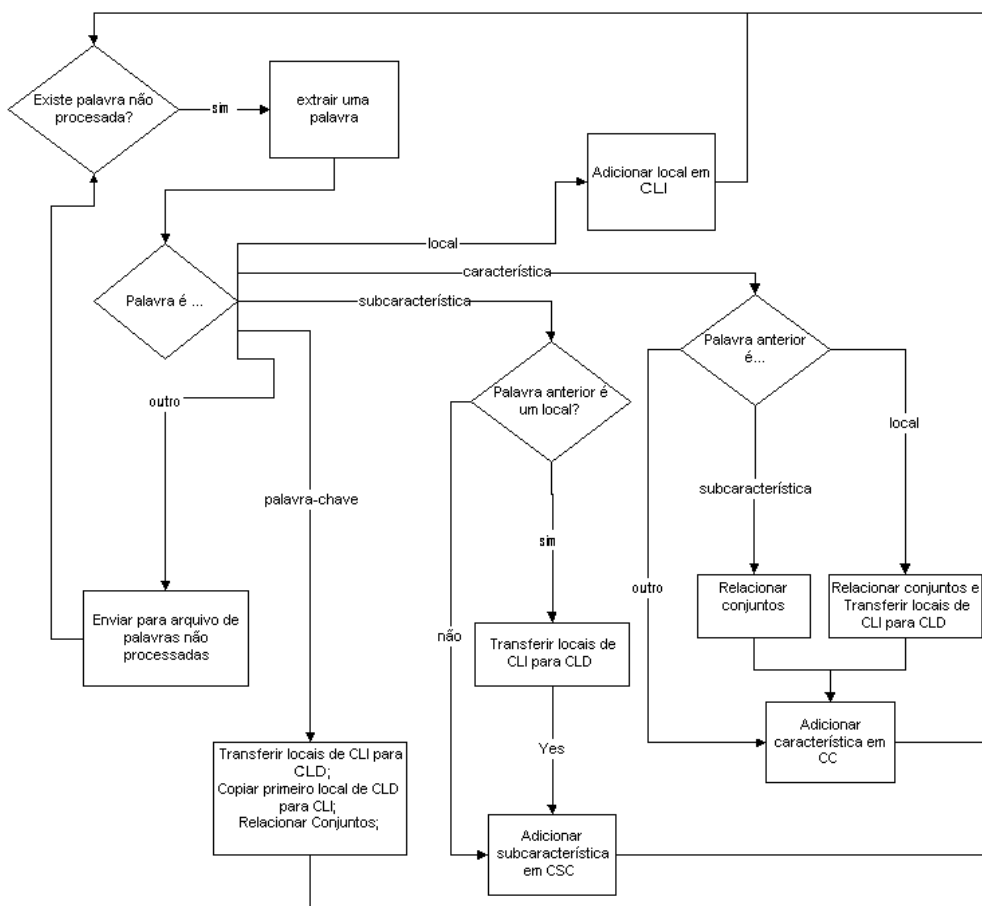 Existe palavra não
procesada?
sim
extrair uma
palavra
Adicionar local em
CLI
local
característica
Palavra é ...
subcaracterística
Palavra anterior
é...
Palavra anterior é
um local?
outro
local
palavra-chave
subcaracterística
sim
outro
Relacionar
conjuntos
Relacionar conjuntos e
Transferir locais de
CLI para CLD
Enviar para arquivo de
palavras não
processadas
não
Transferir locais de
CLI para CLD
Adicionar
característica em
CC
Yes
Transferir locais de CLI para
CLD;
Copiar primeiro local de CLD
para CLI;
Relacionar Conjuntos;
Adicionar
subcaracterística
em CSC